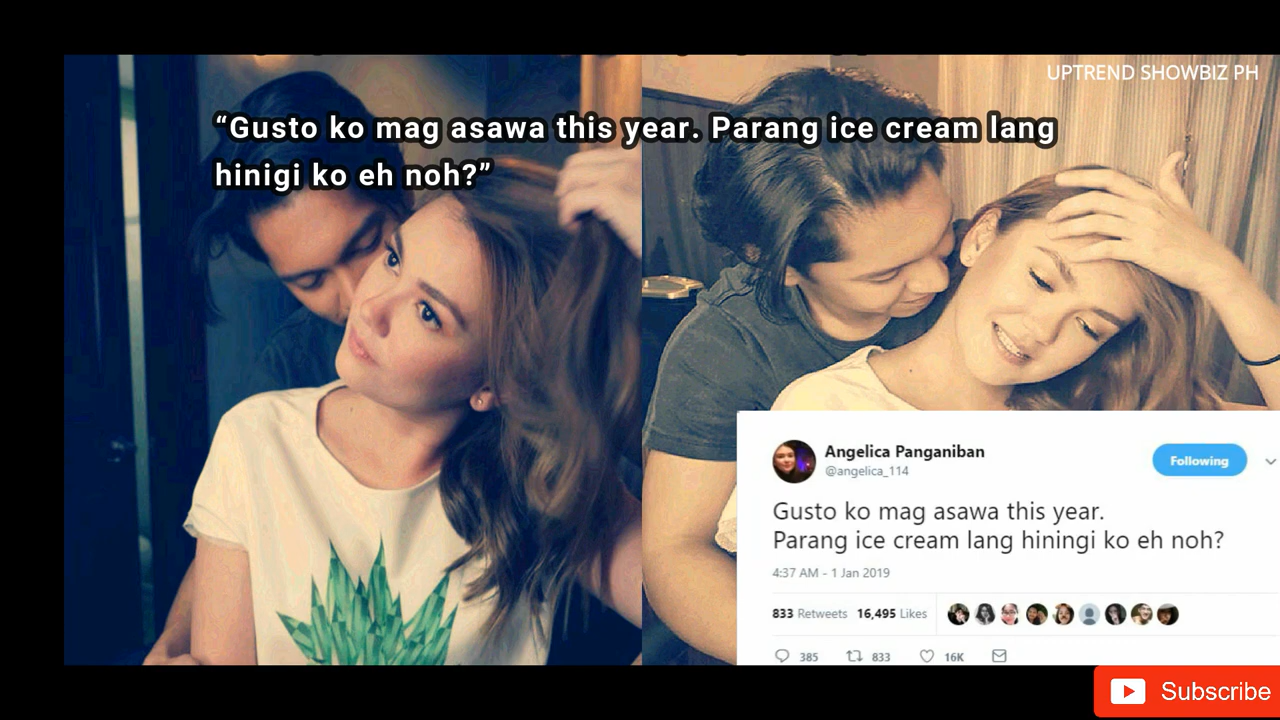 UPTREND SHOWBIZ PH
“Gusto ko mag asawa this year. Parang ice cream lang
hinigi ko eh noh?”
Angelica Panganiban
@angelica_114
Following
Gusto ko mag asawa this year.
Parang ice cream lang hiningi ko eh noh?
4:37 AM - 1 Jan 2019
833 Retweets 16,495 Likes
385 833 16K
Subscribe